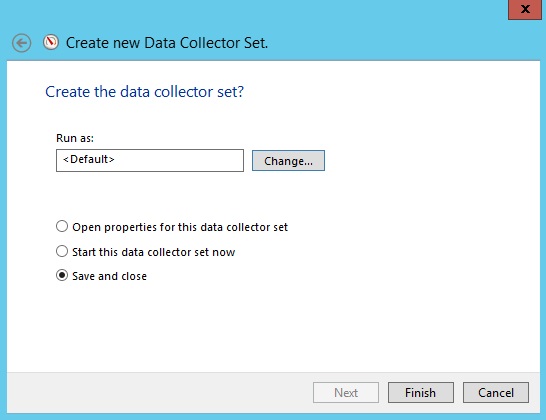 x
Create new Data Collector Set.
Create the data collector set?
Run as:
<Default>
Change...
Open properties for this data collector set
Start this data collector set now
Save and close
Next
Finish
Cancel